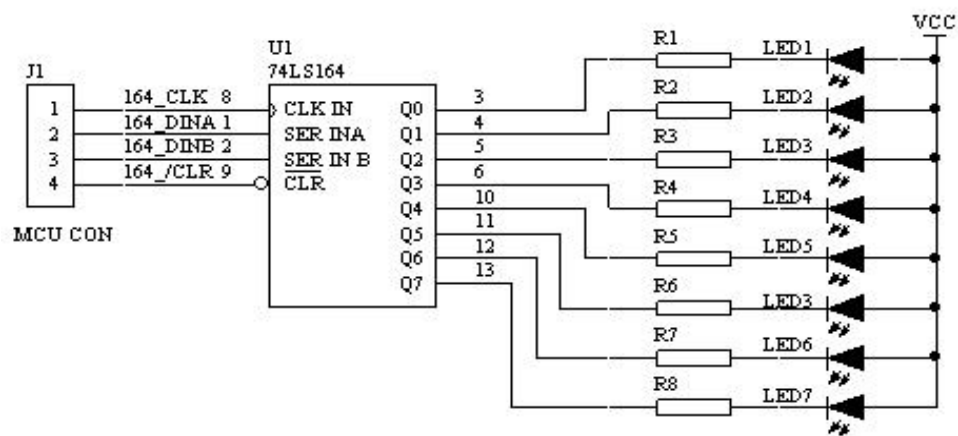 VCC
U1
74LS164
J1
1 164_CLK 8 CLK IN Q0 3 R1 LED1
2 164_DINA 1 SER INA Q1 4 R2 LED2
3 164_DINB 2 SER IN B Q2 5 R3 LED3
4 164_/CLR 9 CLR Q3 6 R4 LED4
Q4 10 R5 LED5
Q5 11 R6 LED3
Q6 12 R7 LED6
Q7 13 R8 LED7
MCU CON